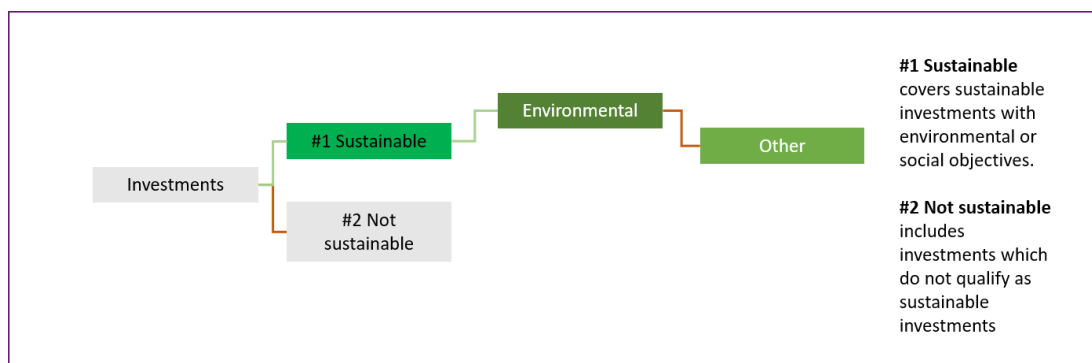 Investments
#1 Sustainable
#2 Not
sustainable
Environmental
Other
#1 Sustainable
covers sustainable
investments with
environmental or
social objectives.
#2 Not sustainable
includes
investments which
do not qualify as
sustainable
investments